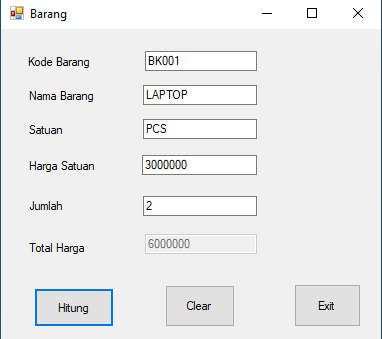 Barang
Kode Barang BK001
Nama Barang LAPTOP
Satuan PCS
Harga Satuan 3000000
Jumlah 2
Total Harga 6000000
Hitung Clear Exit